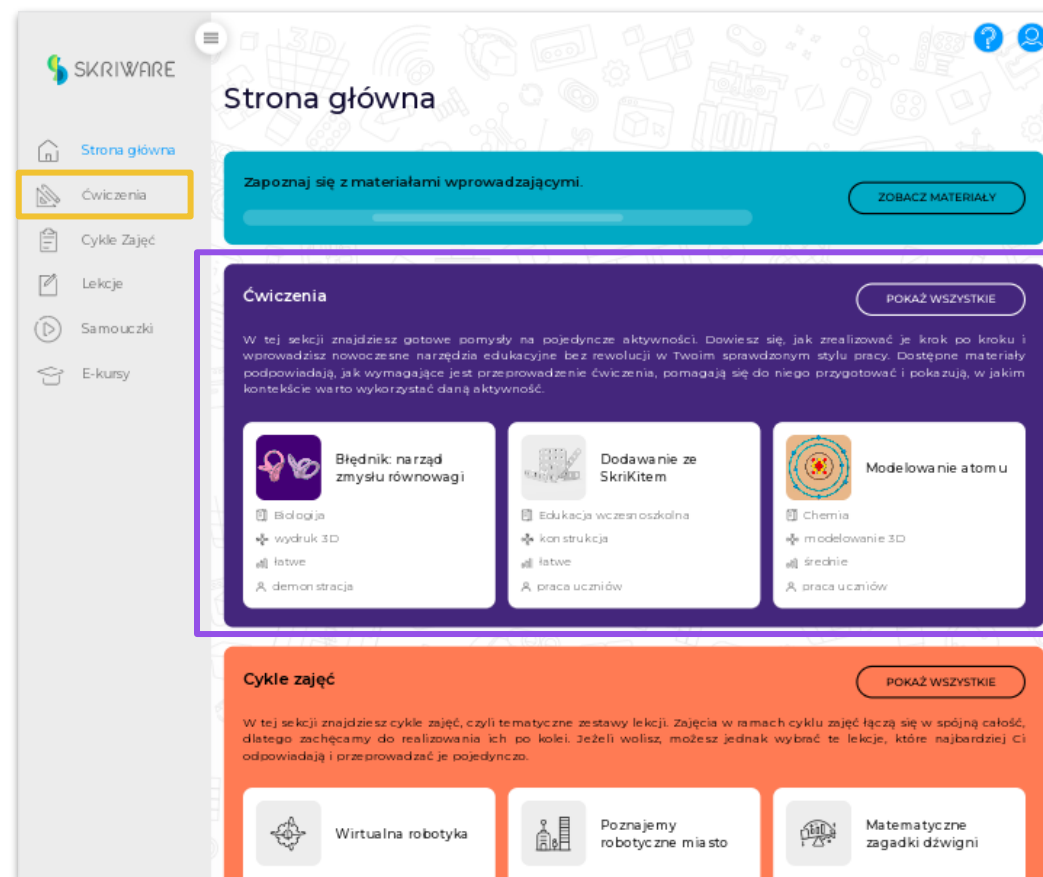 SKRIWARE
Strona główna
Ćwiczenia
Cykle Zajęć
Lekcje
Samouczki
E-kursy
?
Strona główna
Zapoznaj się z materiałami wprowadzającymi.
ZOBACZ MATERIAŁY
Ćwiczenia
POKAŻ WSZYSTKIE
W tej sekcji znajdziesz gotowe pomysły na pojedyncze aktywności. Dowiesz się, jak zrealizować je krok po kroku i
wprowadzisz nowoczesne narzędzia edukacyjne bez rewolucji w Twoim sprawdzonym stylu pracy. Dostępne materiały
podpowiadają, jak wymagające jest przeprowadzenie ćwiczenia, pomagają się do niego przygotować i pokazują, w jakim
kontekście warto wykorzystać daną aktywność.
Błędnik: narząd
zmysłu równowagi
Biologija
wydruk 3D
łatwe
demonstracja
Dodawanie ze
SkriKitem
Edukacja wczesnoszkolna
konstrukcja
łatwe
praca uczniów
Modelowanie atomu
Chemia
modelowanie 3D
średnie
praca uczniów
Cykle zajęć
POKAŻ WSZYSTKIE
W tej sekcji znajdziesz cykle zajęć, czyli tematyczne zestawy lekcji. Zajęcia w ramach cyklu zajęć łączą się w spójną całość,
dlatego zachęcamy do realizowania ich po kolei. Jeżeli wolisz, możesz jednak wybrać te lekcje, które najbardziej Ci
odpowiadają i przeprowadzać je pojedynczo.
Wirtualna robotyka
Poznajemy
robotyczne miasto
Matematyczne
zagadki dźwigni